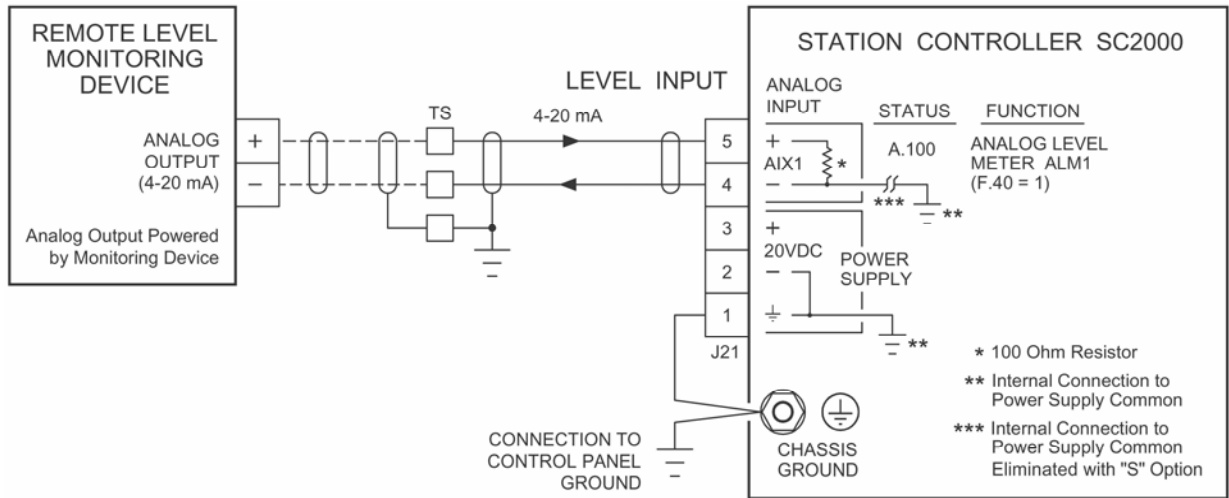 REMOTE LEVEL
MONITORING
DEVICE
ANALOG
OUTPUT
(4-20 mA)
+
−
Analog Output Powered
by Monitoring Device
TS
LEVEL INPUT
4-20 mA
5
4
3
2
1
J21
STATION CONTROLLER SC2000
ANALOG
INPUT
STATUS
FUNCTION
+
AIX1
−
*
A.100
***
**
ANALOG LEVEL
METER ALM1
(F.40 = 1)
+
20VDC
−
POWER
SUPPLY
**
* 100 Ohm Resistor
** Internal Connection to
Power Supply Common
*** Internal Connection to
Power Supply Common
Eliminated with "S" Option
CHASSIS
GROUND
CONNECTION TO
CONTROL PANEL
GROUND